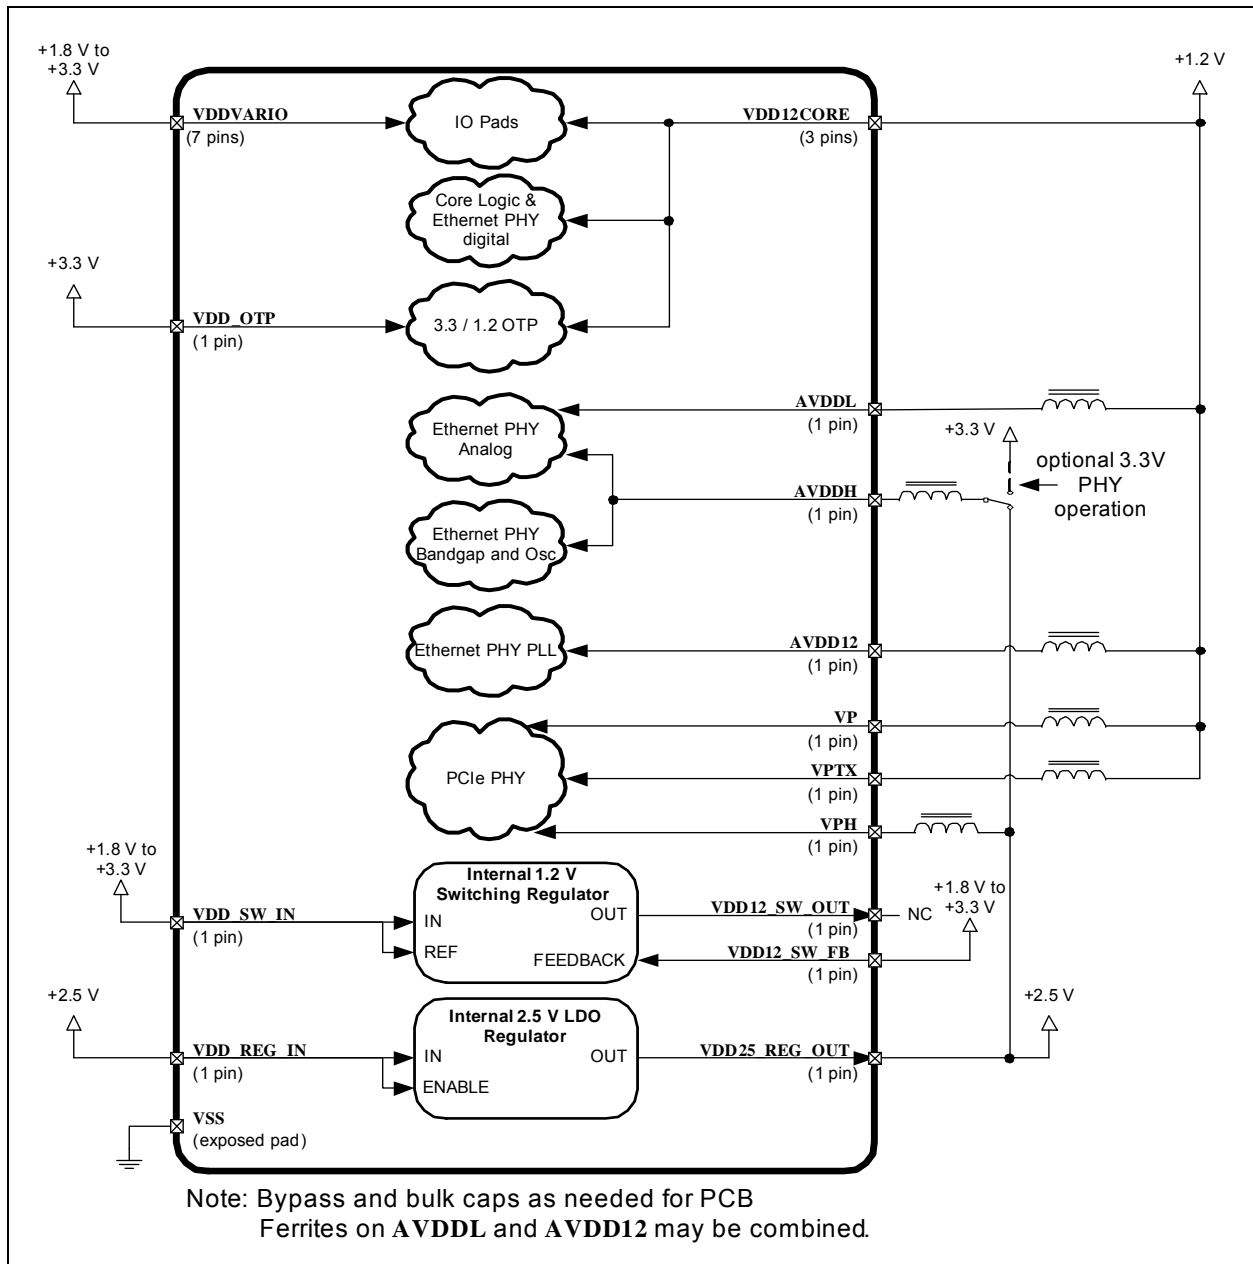 +1.8 V to
+3.3 V
+1.2 V
VDDVARIO
(7 pins)
IO Pads
VDD12CORE
(3 pins)
Core Logic &
Ethernet PHY
digital
+3.3 V
VDD_OTP
(1 pin)
3.3 / 1.2 OTP
AVDDL
(1 pin)
Ethernet PHY
Analog
+3.3 V
optional 3.3V
PHY
operation
AVDDH
(1 pin)
Ethernet PHY
Bandgap and Osc
Ethernet PHY PLL
AVDD12
(1 pin)
VP
(1 pin)
PCIe PHY
VPTX
(1 pin)
VPH
(1 pin)
+1.8 V to
+3.3 V
Internal 1.2 V
Switching Regulator
VDD_SW_IN
(1 pin)
IN
REF
OUT
FEEDBACK
VDD12_SW_OUT
(1 pin)
NC
+1.8 V to
+3.3 V
VDD12_SW_FB
(1 pin)
+2.5 V
Internal 2.5 V LDO
Regulator
+2.5 V
VDD_REG_IN
(1 pin)
IN
ENABLE
OUT
VDD25_REG_OUT
(1 pin)
VSS
(exposed pad)
Note: Bypass and bulk caps as needed for PCB
Ferrites on AVDDL and AVDD12 may be combined.